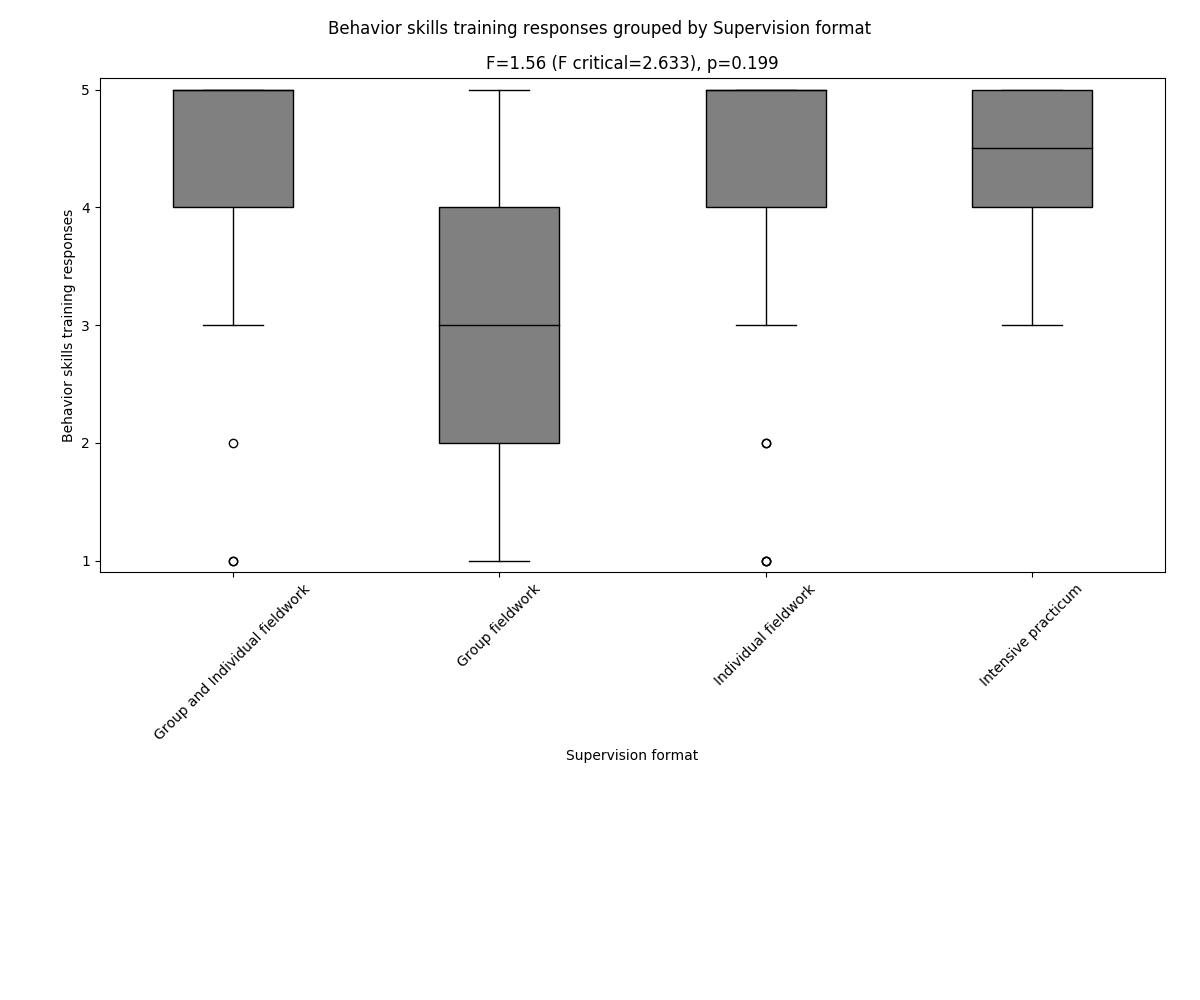 Behavior skills training responses grouped by Supervision format
F=1.56 (F critical=2.633), p=0.199
Behavior skills training responses
5
4
3
2
1
Group and Individual fieldwork
Group fieldwork
Individual fieldwork
Intensive practicum
Supervision format